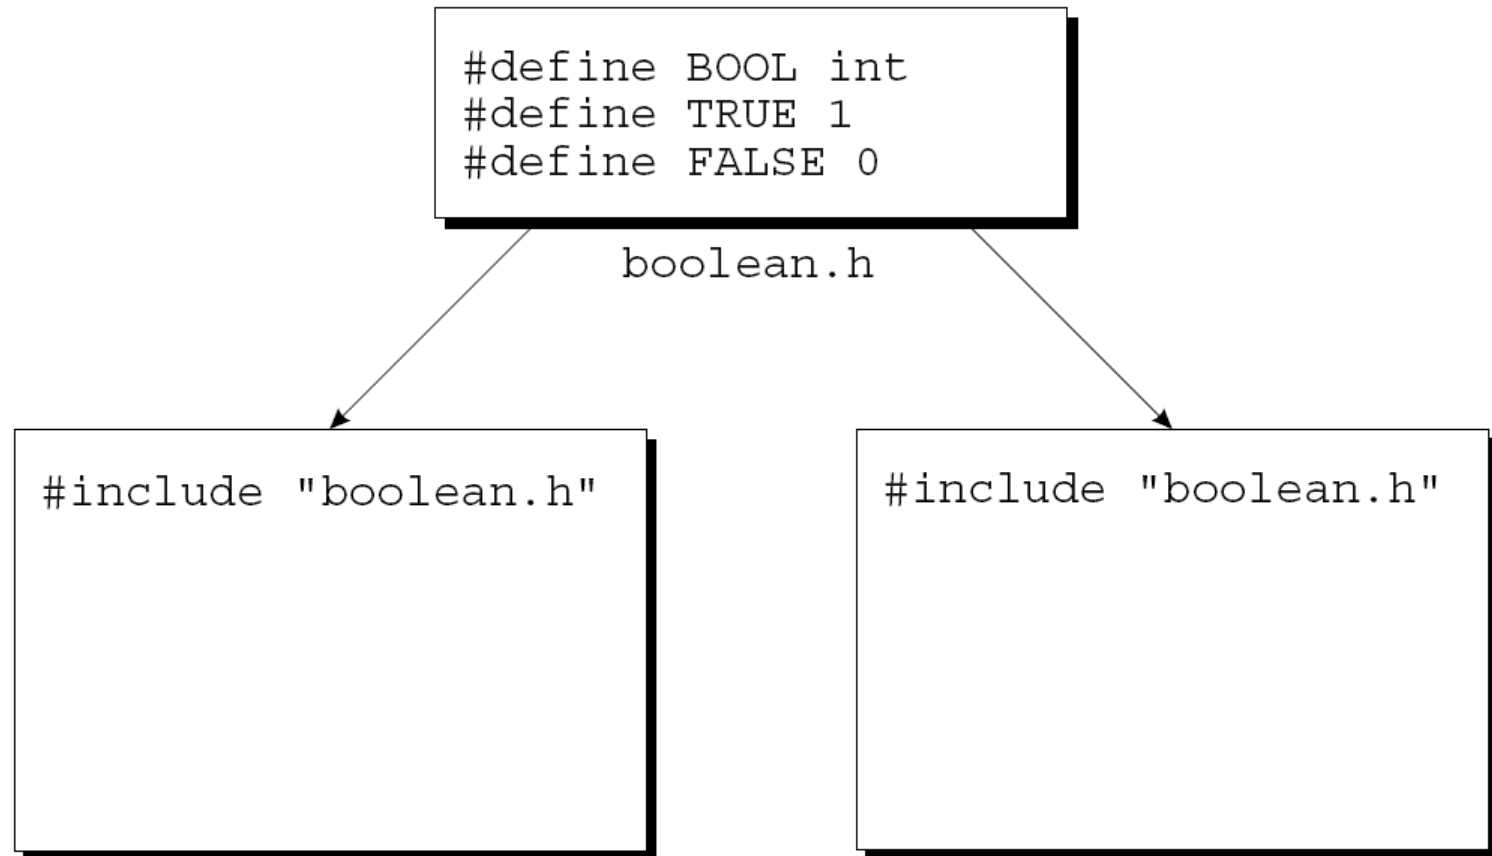 #define BOOL int
#define TRUE 1
#define FALSE 0
boolean.h
#include "boolean.h"
#include "boolean.h"